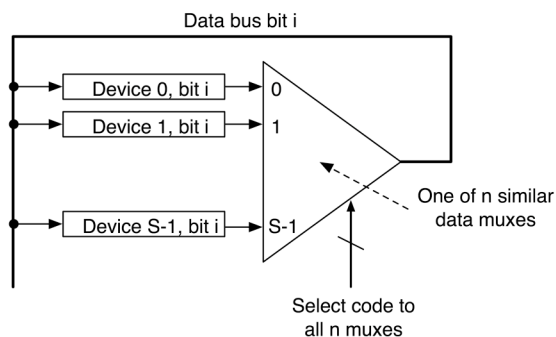 Data bus bit i
Device 0, bit i
0
Device 1, bit i
1
One of n similar
data muxes
Device S-1, bit i
S-1
Select code to
all n muxes